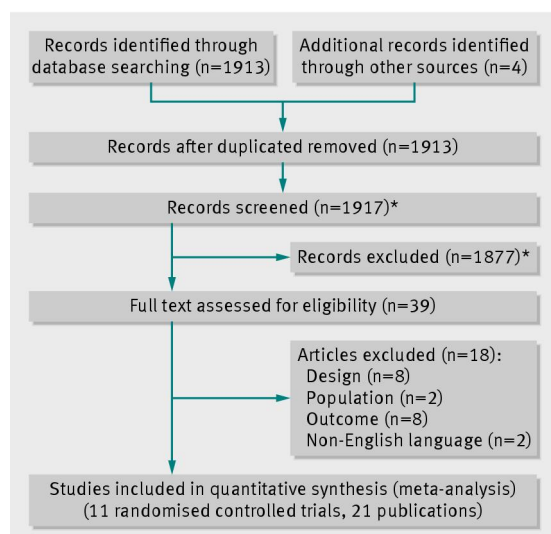 Records identified through
database searching (n=1913)
Additional records identified
through other sources (n=4)
Records after duplicated removed (n=1913)
Records screened (n=1917)*
Records excluded (n=1877)*
Full text assessed for eligibility (n=39)
Articles excluded (n=18):
Design (n=8)
Population (n=2)
Outcome (n=8)
Non-English language (n=2)
Studies included in quantitative synthesis (meta-analysis)
(11 randomised controlled trials, 21 publications)